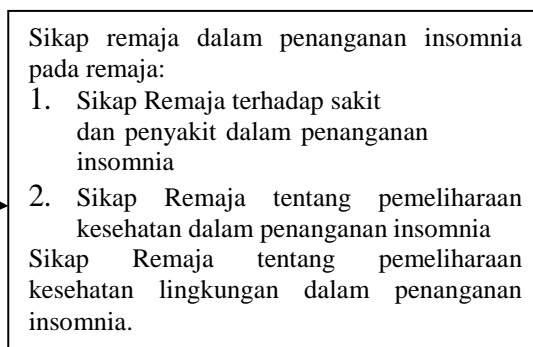 Sikap remaja dalam penanganan insomnia
pada remaja:
1. Sikap Remaja terhadap sakit
dan penyakit dalam penanganan
insomnia
2. Sikap Remaja tentang pemeliharaan
kesehatan dalam penanganan insomnia
Sikap Remaja tentang pemeliharaan
kesehatan lingkungan dalam penanganan
insomnia.